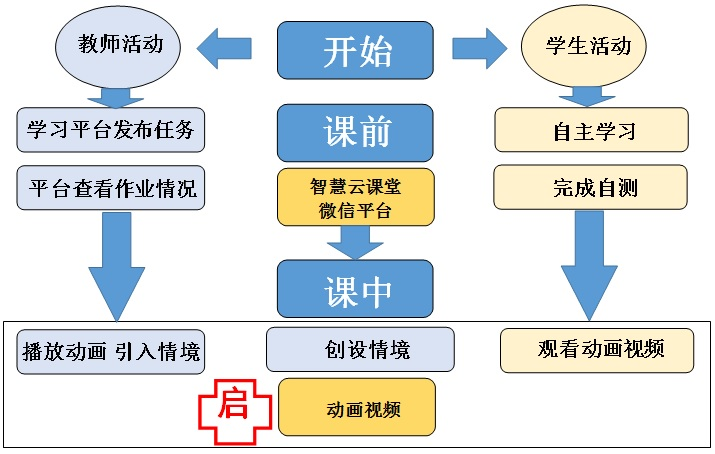 教师活动
开始
学生活动
学习平台发布任务
课前
自主学习
平台查看作业情况
智慧云课堂
微信平台
完成自测
课中
播放动画 引入情境
创设情境
观看动画视频
启
动画视频